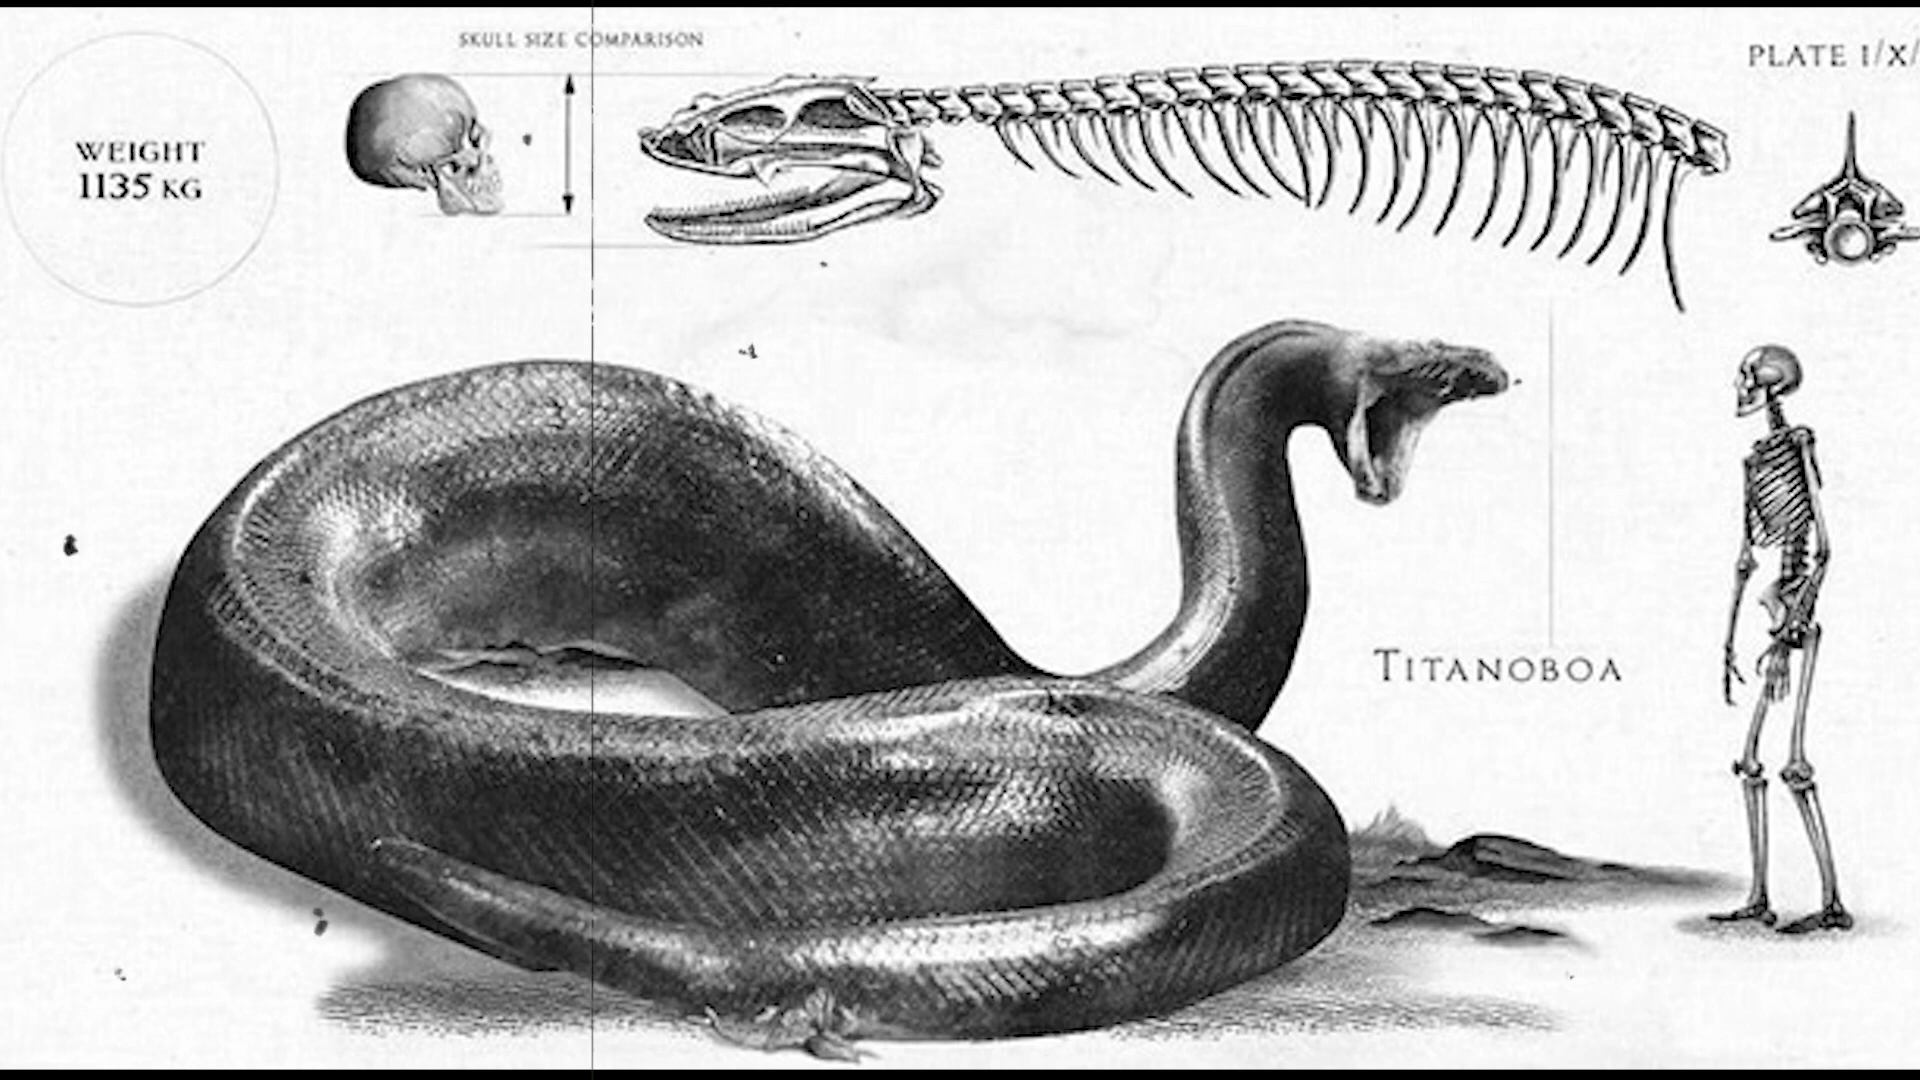 SKULL SIZE COMPARISON
PLATE I/X/
WEIGHT
1135 KG
TITANOBOA